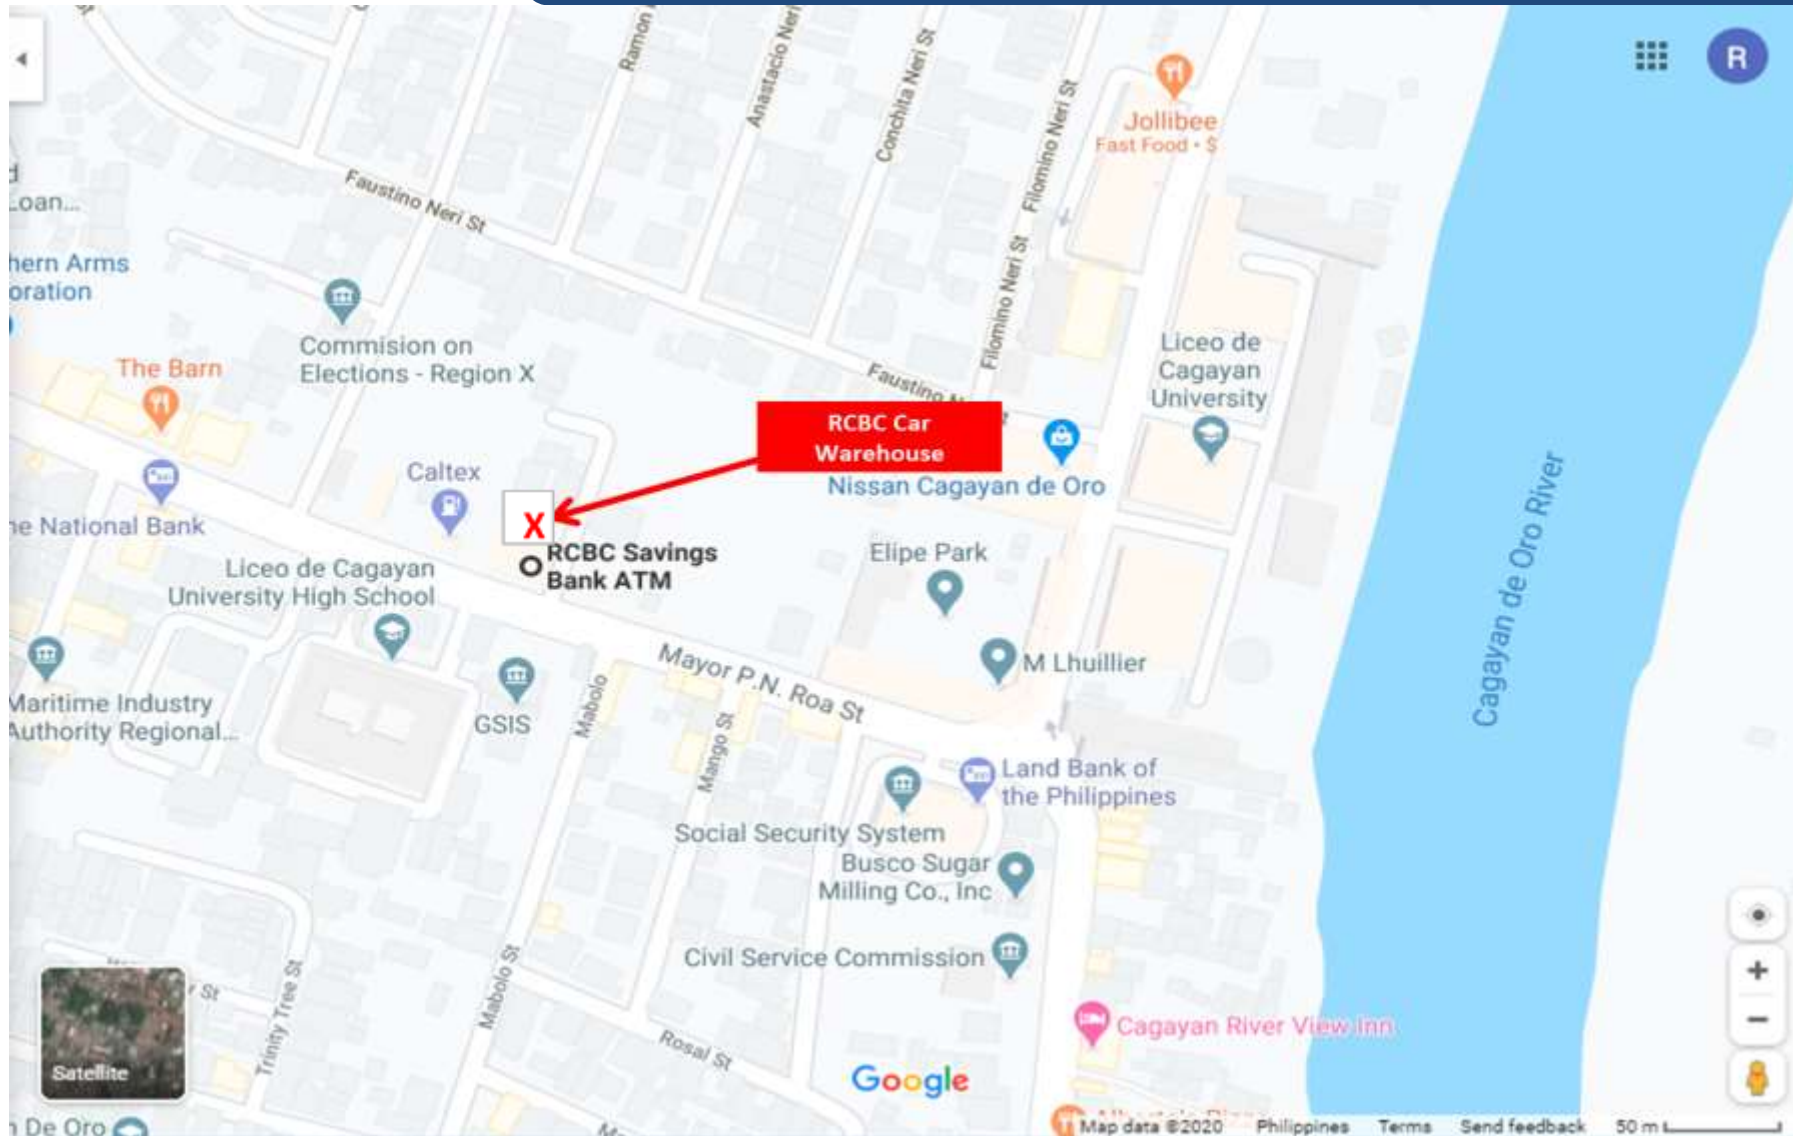 Ramon
Anastacio Neri
Conchita Neri St
Filomino Neri St
Filomino Neri St
R
Jollibee
Fast Food • $
Faustino Neri St
Loan...
hern Arms
oration
Commision on
Elections - Region X
The Barn
Liceo de
Cagayan
University
Faustino
RCBC Car
Warehouse
Nissan Cagayan de Oro
Caltex
X
ne National Bank
RCBC Savings
Bank ATM
Elipe Park
Liceo de Cagayan
University High School
Cagayan de Oro River
M Lhuillier
Mayor P.N. Roa St
Maritime Industry
Authority Regional...
GSIS
Mabolo
Mango St
Land Bank of
the Philippines
Social Security System
Busco Sugar
Milling Co., Inc
Civil Service Commission
Mabolo St
St
Trinity Tree St
Rosal St
Cagayan River View Inn
Satellite
Google
De Oro
Map data ©2020 Philippines Terms Send feedback 50 m